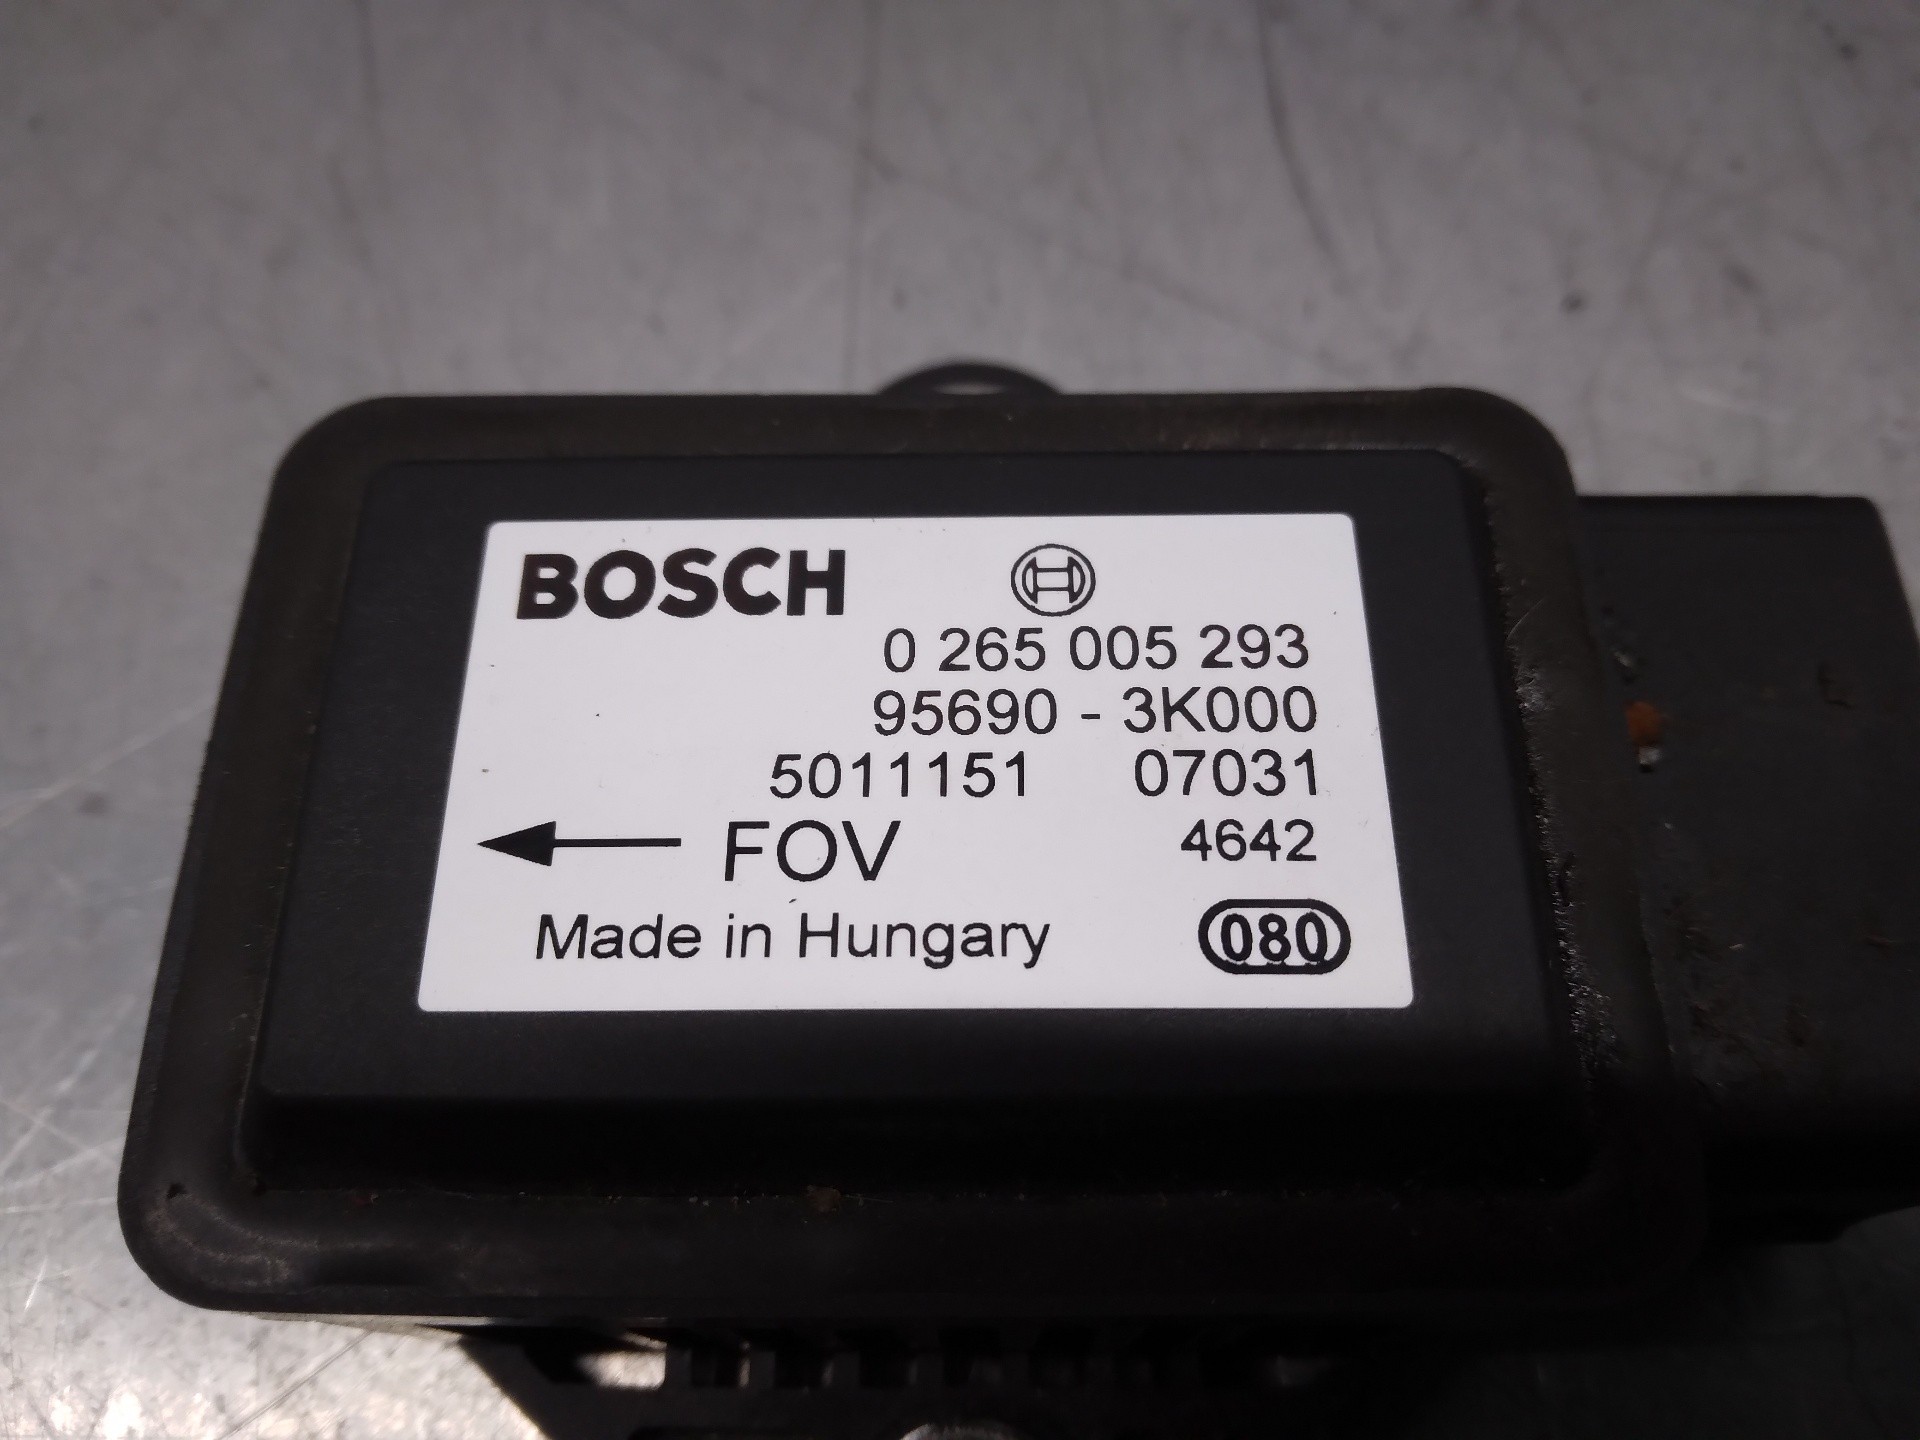 BOSCH
0 265 005 293
95690 - 3K000
5011151 07031
FOV 4642
Made in Hungary 080